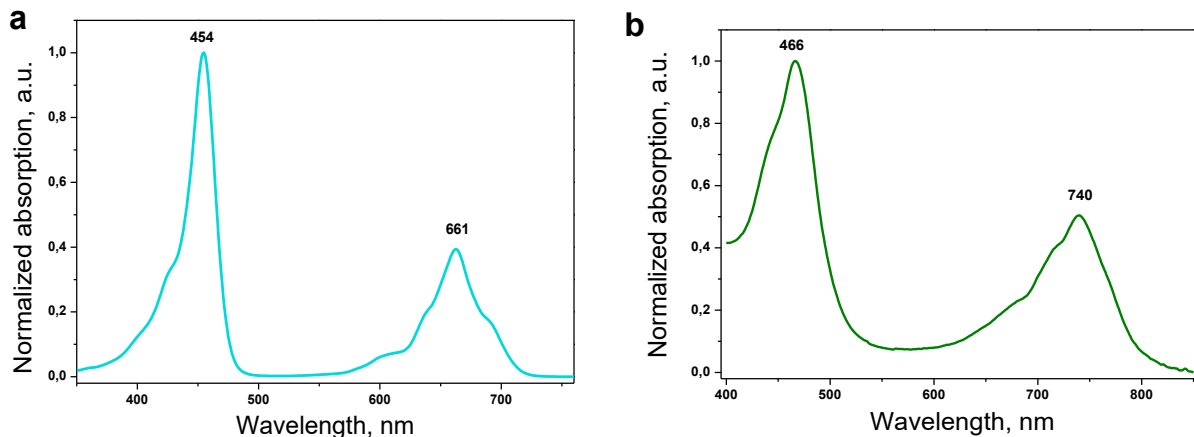 a
454
661
1,0
0,8
0,6
0,4
0,2
0,0
400 500 600 700
Wavelength, nm
Normalized absorption, a.u.
b
466
740
1,0
0,8
0,6
0,4
0,2
0,0
400 500 600 700 800
Wavelength, nm
Normalized absorption, a.u.